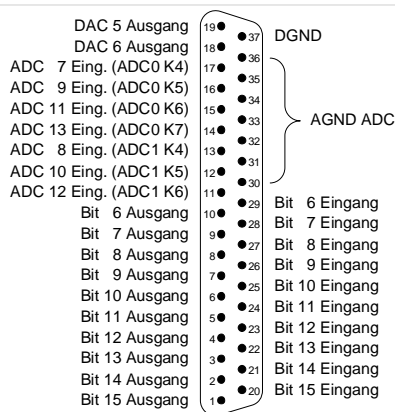 DAC 5 Ausgang 19 37 DGND
DAC 6 Ausgang 18 36
ADC 7 Eing. (ADC0 K4) 17 35
ADC 9 Eing. (ADC0 K5) 16 34
ADC 11 Eing. (ADC0 K6) 15 33 AGND ADC
ADC 13 Eing. (ADC0 K7) 14 32
ADC 8 Eing. (ADC1 K4) 13 31
ADC 10 Eing. (ADC1 K5) 12 30
ADC 12 Eing. (ADC1 K6) 11 29 Bit 6 Eingang
Bit 6 Ausgang 10 28 Bit 7 Eingang
Bit 7 Ausgang 9 27 Bit 8 Eingang
Bit 8 Ausgang 8 26 Bit 9 Eingang
Bit 9 Ausgang 7 25 Bit 10 Eingang
Bit 10 Ausgang 6 24 Bit 11 Eingang
Bit 11 Ausgang 5 23 Bit 12 Eingang
Bit 12 Ausgang 4 22 Bit 13 Eingang
Bit 13 Ausgang 3 21 Bit 14 Eingang
Bit 14 Ausgang 2 20 Bit 15 Eingang
Bit 15 Ausgang 1